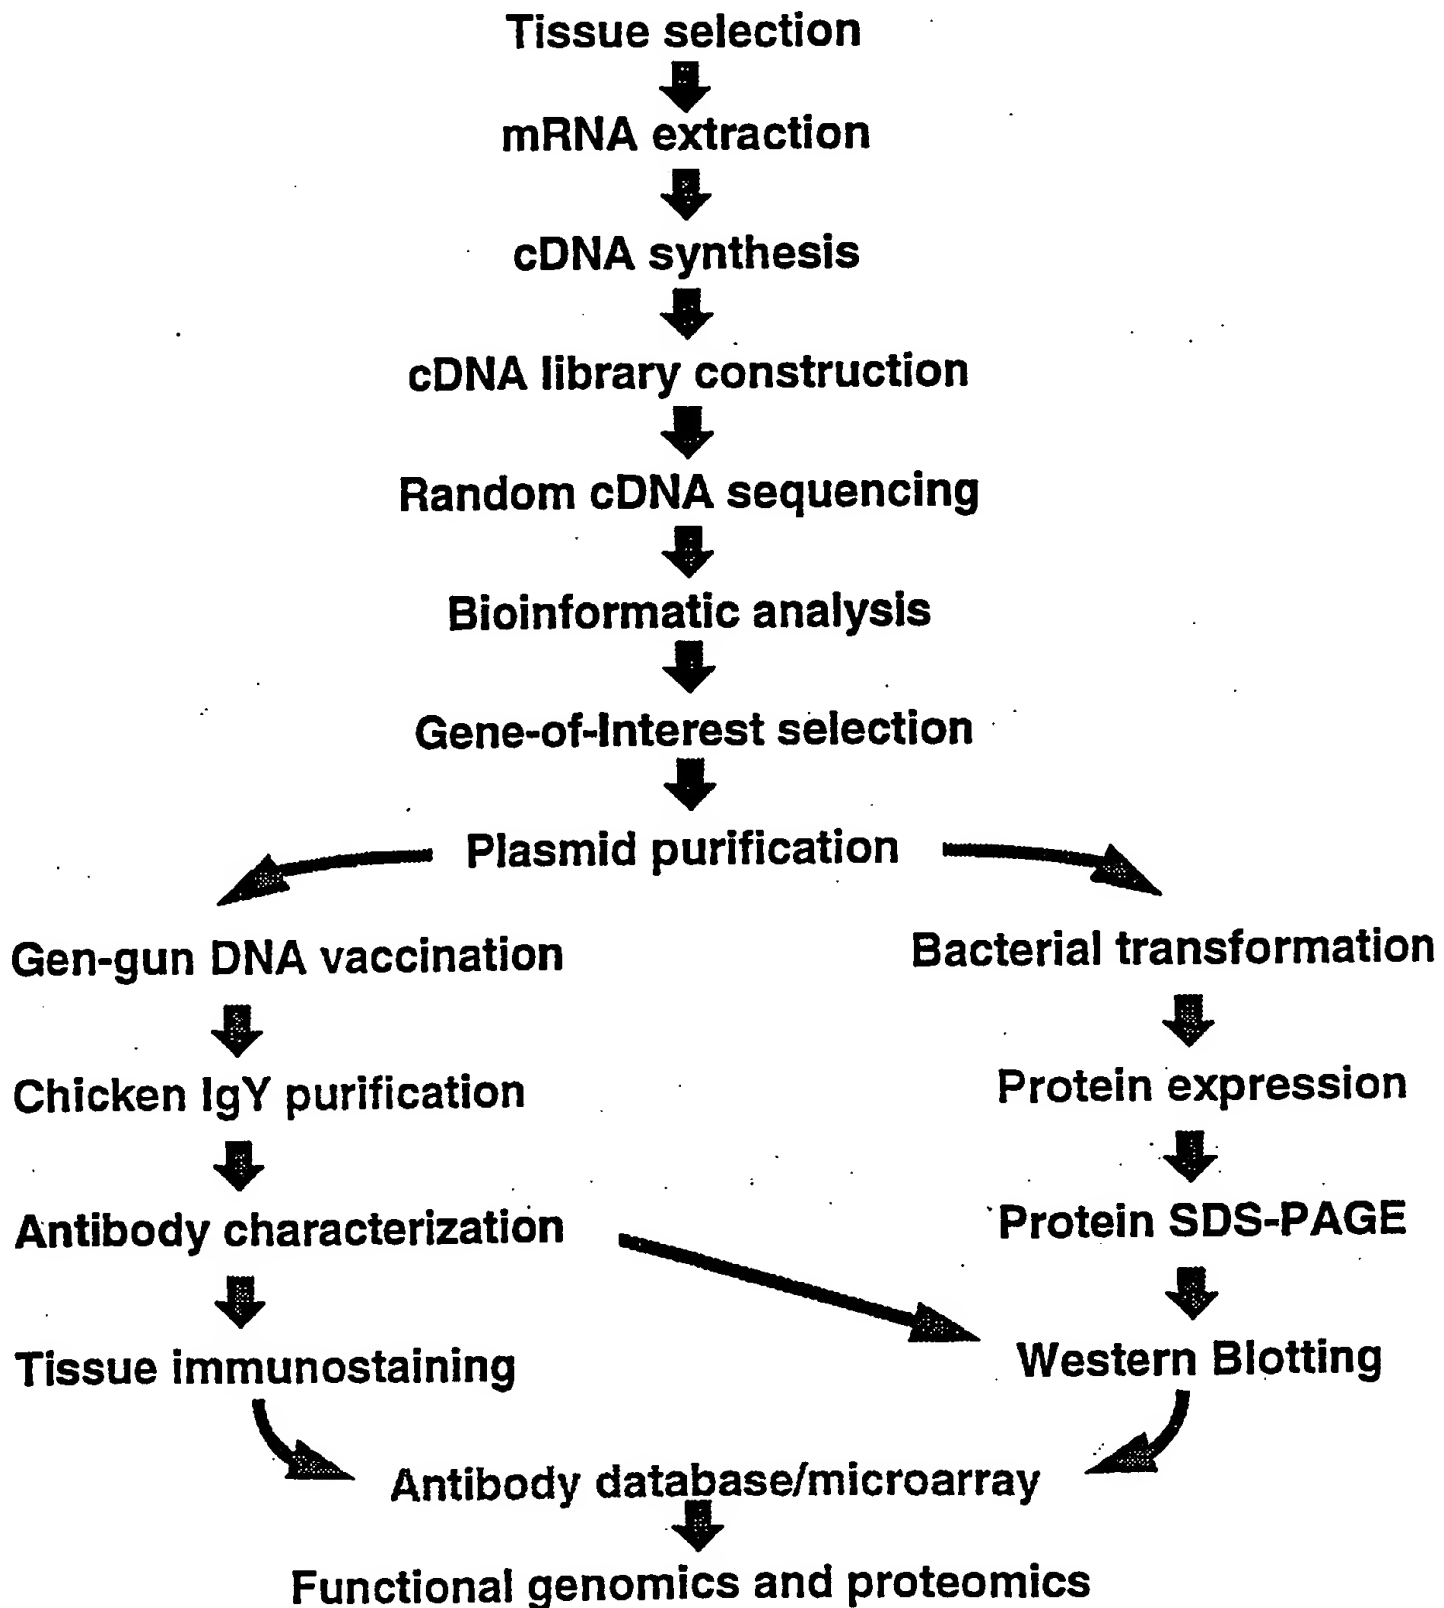 Tissue selection
mRNA extraction
cDNA synthesis
cDNA library construction
Random cDNA sequencing
Bioinformatic analysis
Gene-of-Interest selection
Plasmid purification
Gen-gun DNA vaccination
Bacterial transformation
Chicken IgY purification
Protein expression
Antibody characterization
Protein SDS-PAGE
Tissue immunostaining
Western Blotting
Antibody database/microarray
Functional genomics and proteomics